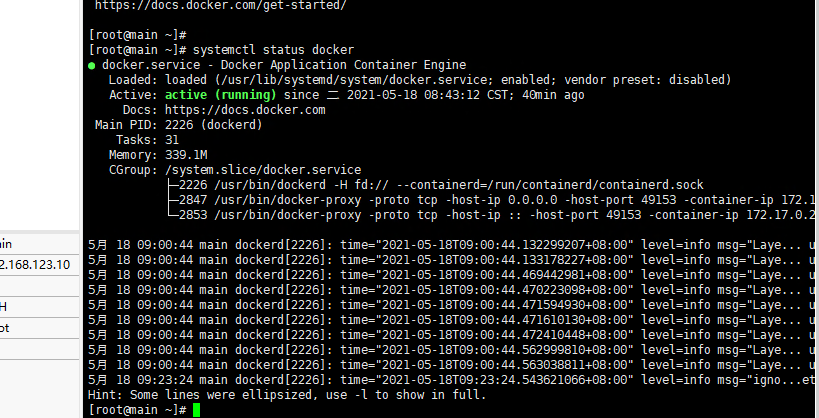 https://docs.docker.com/get-started/
[root@main ~]#
[root@main ~]# systemctl status docker
● docker.service - Docker Application Container Engine
Loaded: loaded (/usr/lib/systemd/system/docker.service; enabled; vendor preset: disabled)
Active: active (running) since 二 2021-05-18 08:43:12 CST; 40min ago
Docs: https://docs.docker.com
Main PID: 2226 (dockerd)
Tasks: 31
Memory: 339.1M
CGroup: /system.slice/docker.service
├─2226 /usr/bin/dockerd -H fd:// --containerd=/run/containerd/containerd.sock
├─2847 /usr/bin/docker-proxy -proto tcp -host-ip 0.0.0.0 -host-port 49153 -container-ip 172.1
└─2853 /usr/bin/docker-proxy -proto tcp -host-ip :: -host-port 49153 -container-ip 172.17.0.2
5月 18 09:00:44 main dockerd[2226]: time="2021-05-18T09:00:44.132299207+08:00" level=info msg="Laye... u
5月 18 09:00:44 main dockerd[2226]: time="2021-05-18T09:00:44.133178227+08:00" level=info msg="Laye... u
5月 18 09:00:44 main dockerd[2226]: time="2021-05-18T09:00:44.469442981+08:00" level=info msg="Laye... u
5月 18 09:00:44 main dockerd[2226]: time="2021-05-18T09:00:44.470223098+08:00" level=info msg="Laye... u
5月 18 09:00:44 main dockerd[2226]: time="2021-05-18T09:00:44.471594930+08:00" level=info msg="Laye... u
5月 18 09:00:44 main dockerd[2226]: time="2021-05-18T09:00:44.471610130+08:00" level=info msg="Laye... u
5月 18 09:00:44 main dockerd[2226]: time="2021-05-18T09:00:44.472410448+08:00" level=info msg="Laye... u
5月 18 09:00:44 main dockerd[2226]: time="2021-05-18T09:00:44.562999810+08:00" level=info msg="Laye... u
5月 18 09:00:44 main dockerd[2226]: time="2021-05-18T09:00:44.563038811+08:00" level=info msg="Laye... u
5月 18 09:23:24 main dockerd[2226]: time="2021-05-18T09:23:24.543621066+08:00" level=info msg="igno...et
Hint: Some lines were ellipsized, use -l to show in full.
[root@main ~]#
ain
2.168.123.10
H
ot